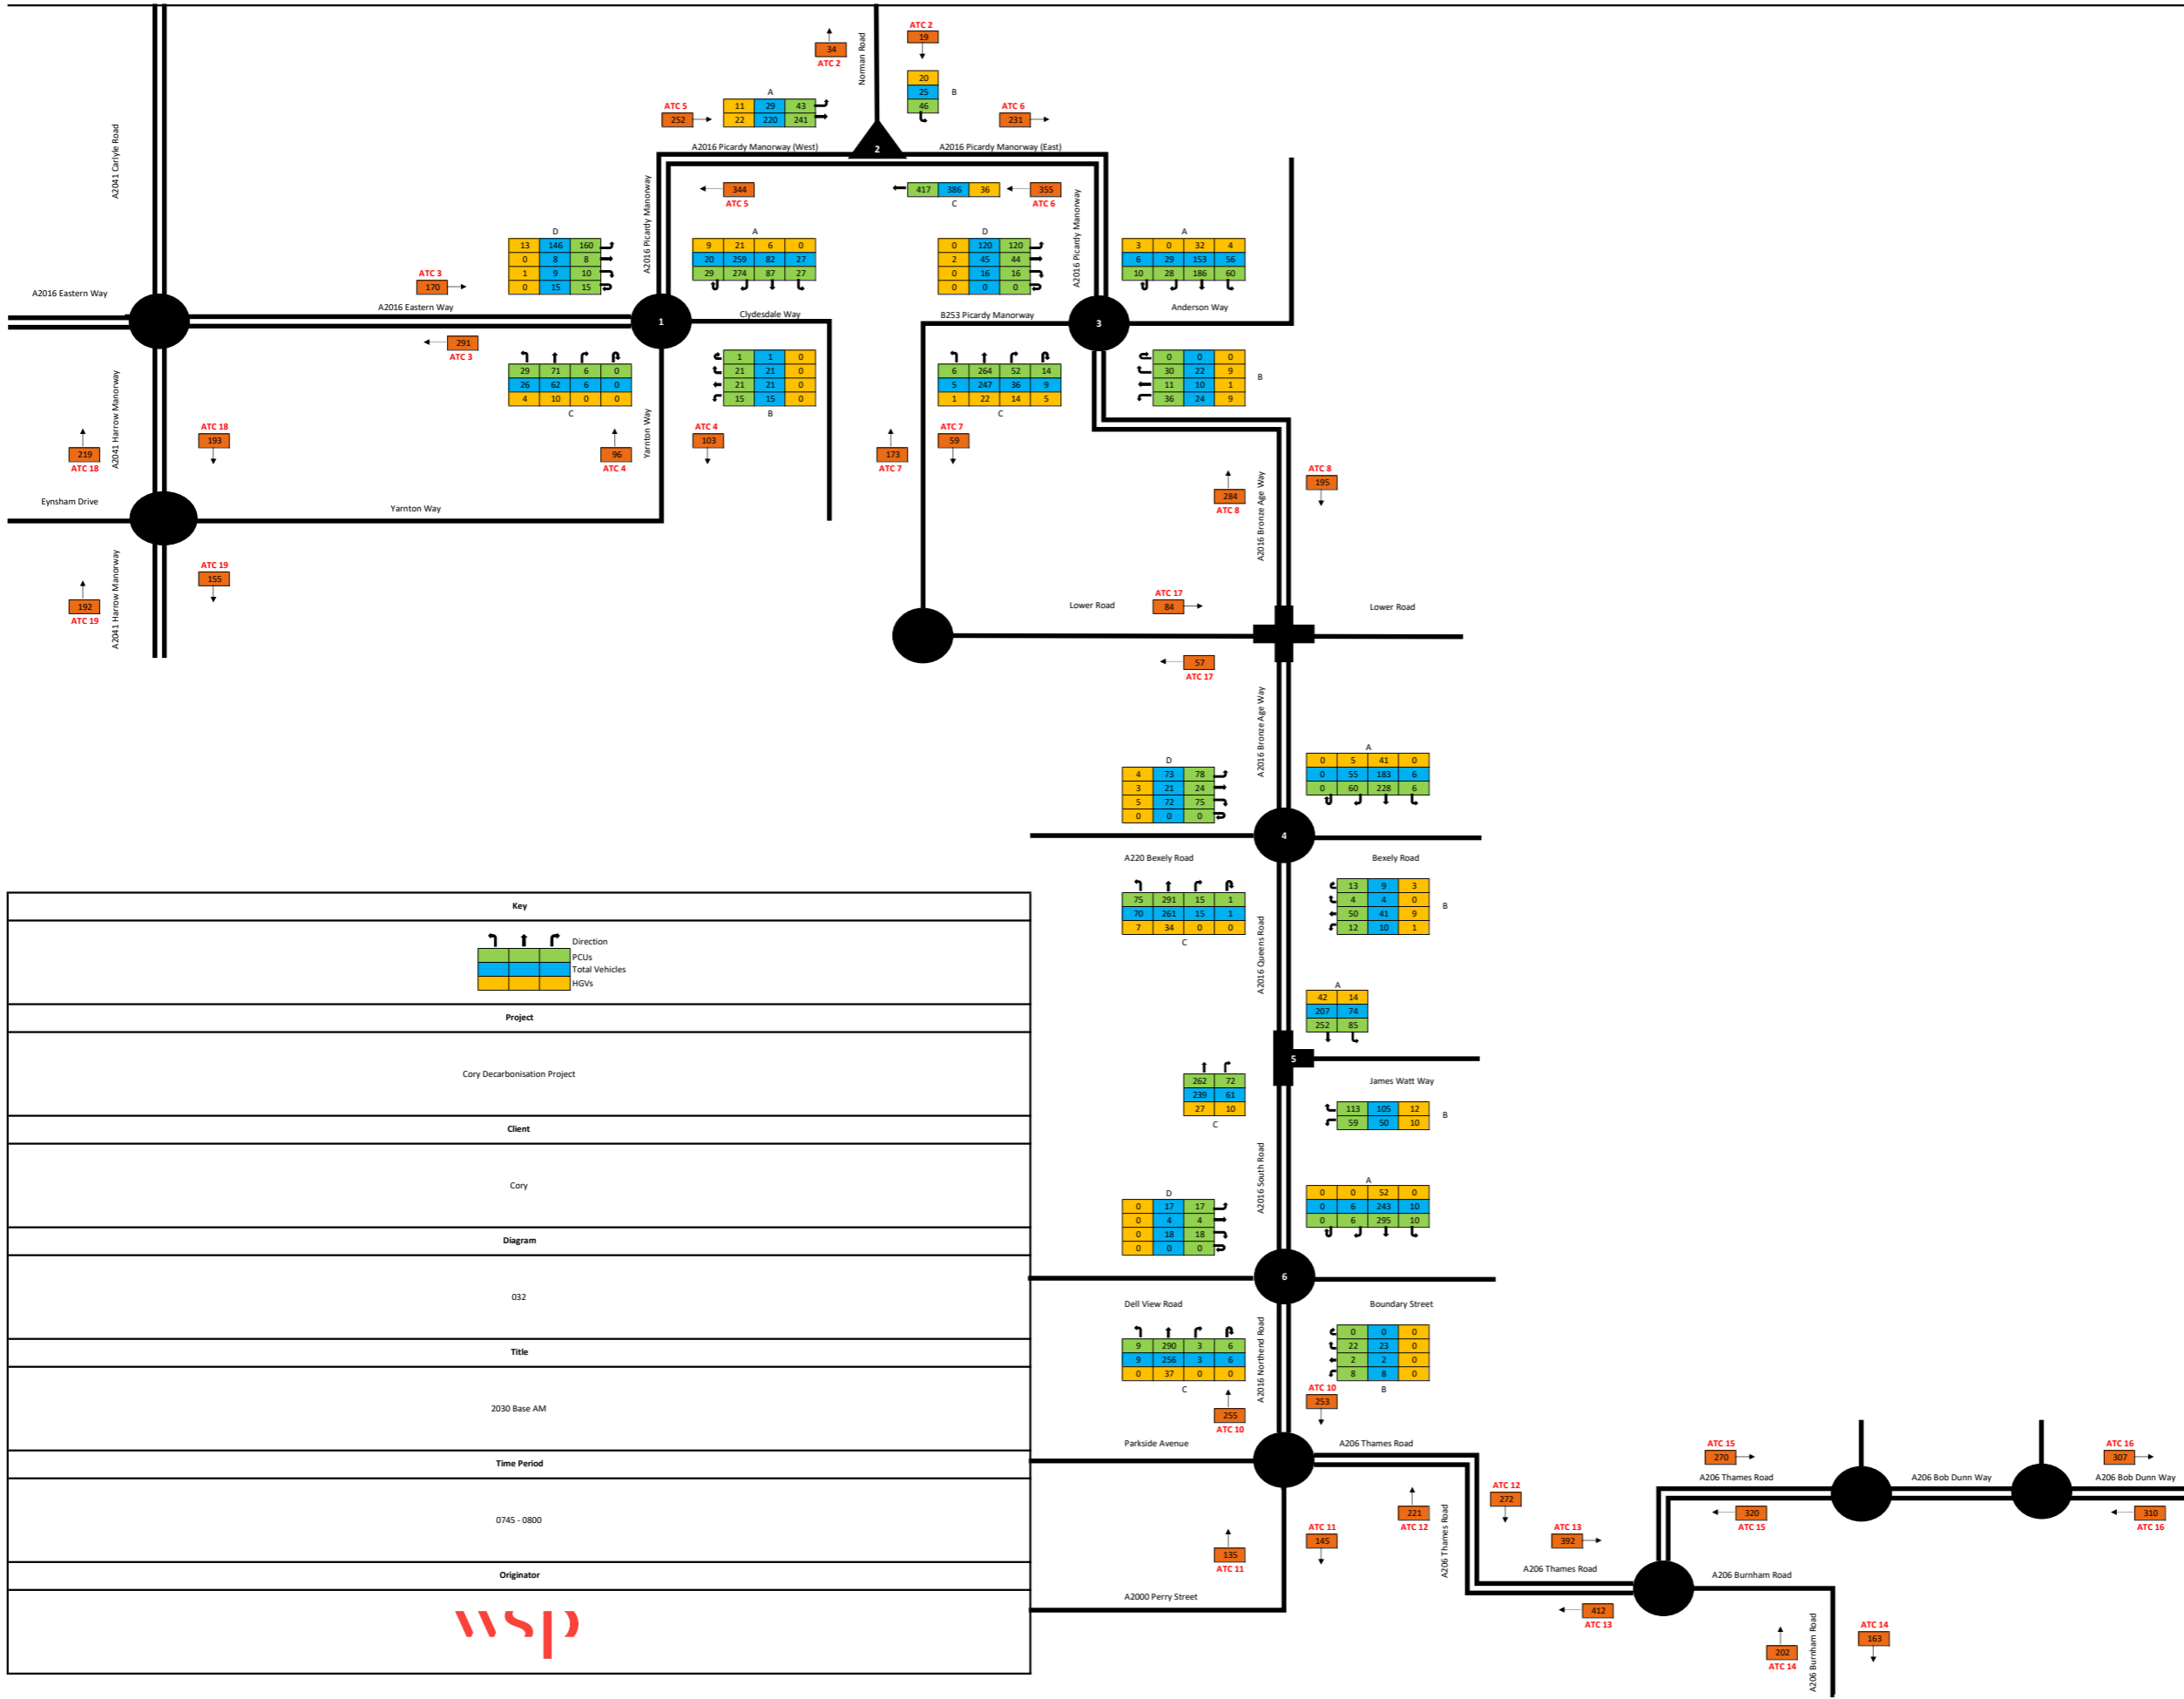 ATC 2
19
34
ATC 2
Norman Road
20
25
46
B
A
11 29 43
22 220 241
ATC 5
252
ATC 6
231
A2016 Picardy Manorway (West)
2
A2016 Picardy Manorway (East)
A2041 Carlyle Road
A2016 Picardy Manorway
344
ATC 5
417 386 36
C
355
ATC 6
A2016 Picardy Manorway
D
13 146 160
0 8 8
1 9 10
0 15 15
A
9 21 6 0
20 259 82 27
29 274 87 27
D
0 120 120
2 45 44
0 16 16
0 0 0
A
3 0 32 4
6 29 153 56
10 28 186 60
ATC 3
170
A2016 Eastern Way
A2016 Eastern Way
1
Clydesdale Way
B253 Picardy Manorway
3
Anderson Way
291
ATC 3
29 71 6 0
26 62 6 0
4 10 0 0
C
1 1 0
21 21 0
21 21 0
15 15 0
B
6 264 52 14
5 247 36 9
1 22 14 5
C
0 0 0
30 22 9
11 10 1
36 24 9
B
A2041 Harrow Manorway
219
ATC 18
ATC 18
193
96
ATC 4
Yarnton Way
ATC 4
103
173
ATC 7
ATC 7
59
284
ATC 8
A2016 Bronze Age Way
ATC 8
195
Eynsham Drive
Yarnton Way
192
ATC 19
A2041 Harrow Manorway
ATC 19
155
Lower Road
ATC 17
84
Lower Road
57
ATC 17
A2016 Bronze Age Way
D
4 73 78
3 21 24
5 72 75
0 0 0
A
0 5 41 0
0 55 183 6
0 60 228 6
4
A220 Bexely Road
Bexely Road
75 291 15 1
70 261 15 1
7 34 0 0
C
A2016 Queens Road
13 9 3
4 4 0
50 41 9
12 10 1
B
A
42 14
207 74
252 85
5
James Watt Way
262 72
239 61
27 10
C
113 105 12
59 50 10
B
A2016 South Road
D
0 17 17
0 4 4
0 18 18
0 0 0
A
0 0 52 0
0 6 243 10
0 6 295 10
6
Dell View Road
Boundary Street
9 290 3 6
9 256 3 6
0 37 0 0
C
A2016 Northend Road
0 0 0
22 23 0
2 2 0
8 8 0
B
255
ATC 10
ATC 10
253
Parkside Avenue
A206 Thames Road
135
ATC 11
ATC 11
145
A2000 Perry Street
221
ATC 12
A206 Thames Road
ATC 12
272
ATC 13
392
A206 Thames Road
412
ATC 13
ATC 15
270
A206 Thames Road
320
ATC 15
A206 Bob Dunn Way
ATC 16
307
A206 Bob Dunn Way
310
ATC 16
A206 Burnham Road
202
ATC 14
A206 Burnham Road
ATC 14
163
Key
Direction
PCUs
Total Vehicles
HGVs
Project
Cory Decarbonisation Project
Client
Cory
Diagram
032
Title
2030 Base AM
Time Period
0745 - 0800
Originator
wsp